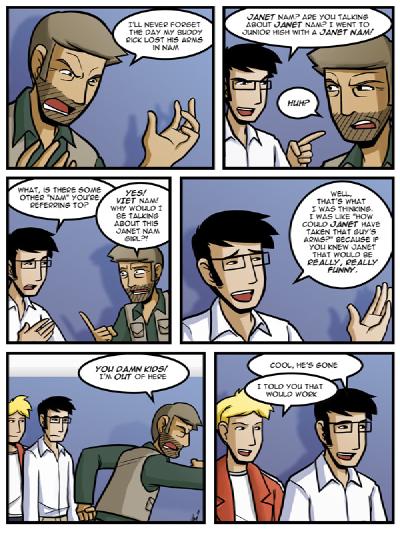 I'LL NEVER FORGET
THE DAY MY BUDDY
RICK LOST HIS ARMS
IN NAM
JANET NAM? ARE YOU TALKING
ABOUT JANET NAM? I WENT TO
JUNIOR HIGH WITH A JANET NAM!
HUH?
WHAT, IS THERE SOME
OTHER "NAM" YOU'RE
REFERRING TO?
YES!
VIET NAM!
WHY WOULD I
BE TALKING
ABOUT THIS
JANET NAM
GIRL?!
WELL,
THAT'S WHAT
I WAS THINKING.
I WAS LIKE "HOW
COULD JANET HAVE
TAKEN THAT GUY'S
ARMS?" BECAUSE IF
YOU KNEW JANET
THAT WOULD BE
REALLY, REALLY
FUNNY.
YOU DAMN KIDS!
I'M OUT OF HERE
COOL, HE'S GONE
I TOLD YOU THAT
WOULD WORK